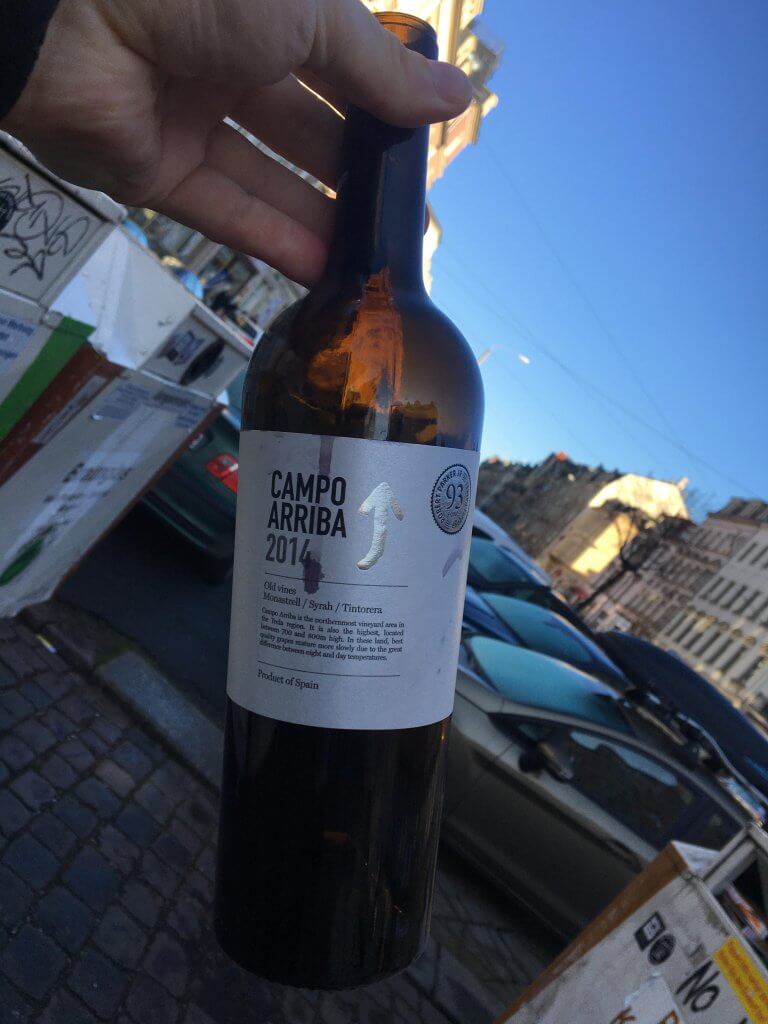 CAMPO
ARRIBA
2014
ROBERT PARKER
93
Old vines
Monastrell / Syrah / Tintorera
Campo Arriba is the northernmost vineyard area in
the Yecla region. It is also the highest, located
between 700 and 800m high. In these land, best
quality grapes mature more slowly due to the great
difference between night and day temperatures.
Product of Spain
NO